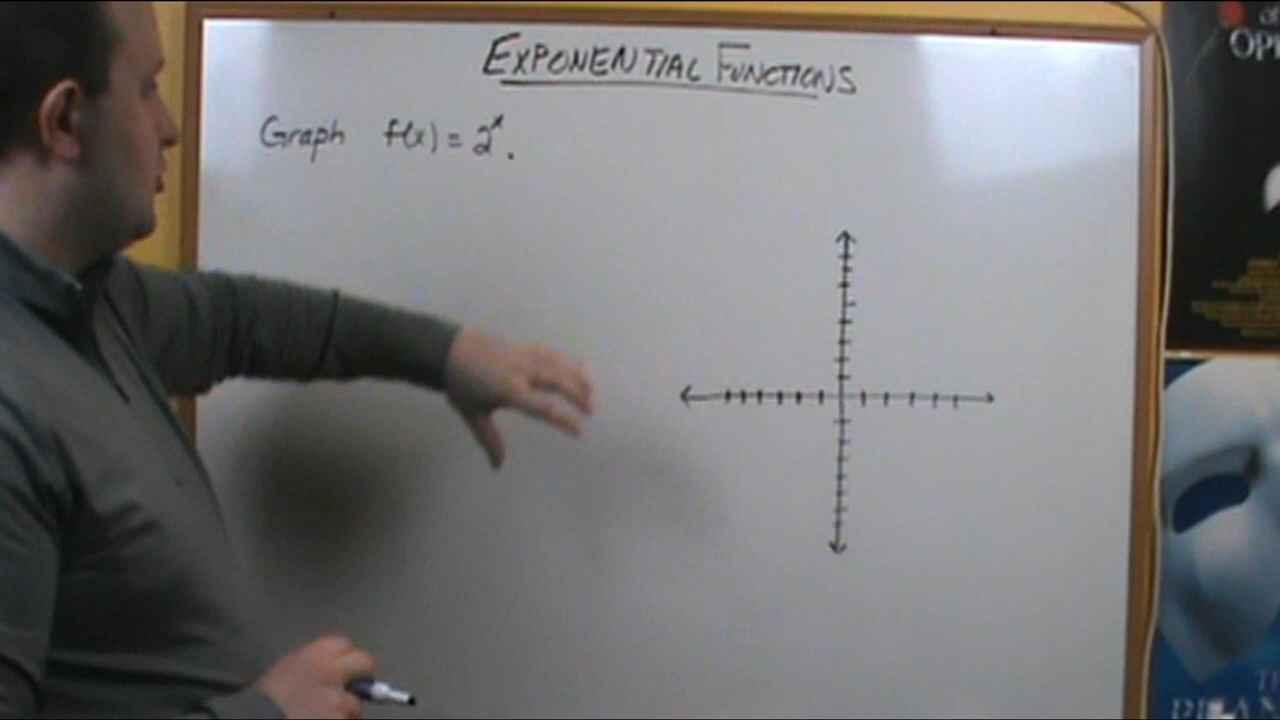 EXPONENTIAL FUNCTIONS
Graph f(x) = 2ˣ.